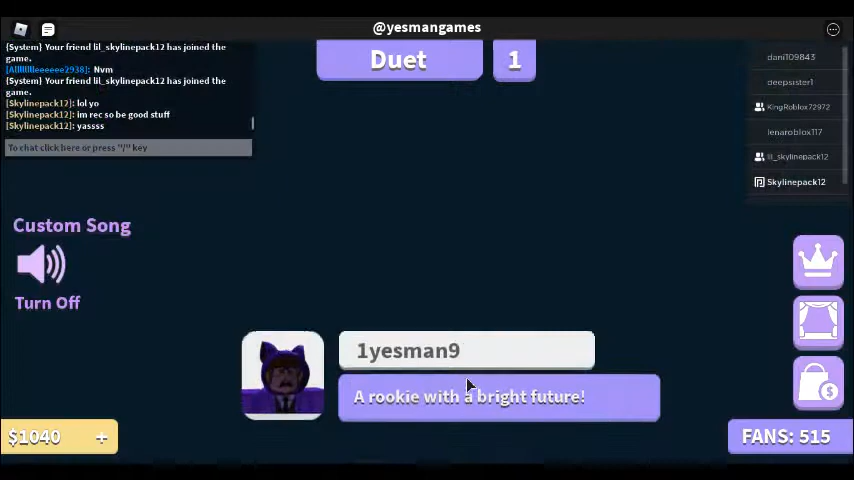 @yesmangames
{System} Your friend lil_skylinepack12 has joined the
game.
Nvm
{System} Your friend lil_skylinepack12 has joined the
game.
[Skylinepack12]: lol yo
[Skylinepack12]: im rec so be good stuff
[Skylinepack12]: yassss
To chat click here or press "/" key
Duet
1
dani109843
deepsister1
KingRoblox72972
lenaroblox117
lil_skylinepack12
Skylinepack12
Custom Song
Turn Off
1yesman9
A rookie with a bright future!
$1040 +
FANS: 515